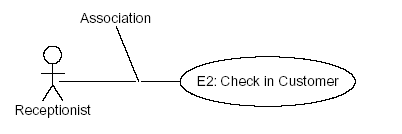 Association
E2: Check in Customer
Receptionist